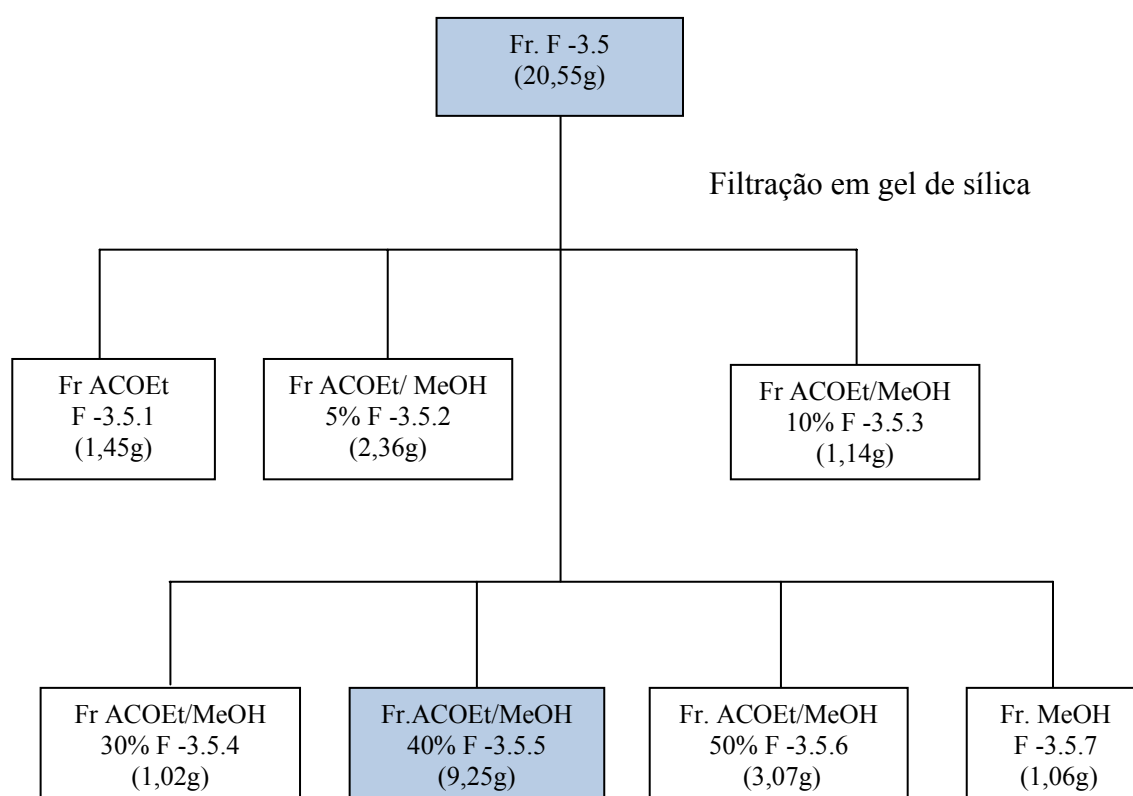 Fr. F -3.5
(20,55g)
Filtração em gel de sílica
Fr ACOEt
F -3.5.1
(1,45g)
Fr ACOEt/ MeOH
5% F -3.5.2
(2,36g)
Fr ACOEt/MeOH
10% F -3.5.3
(1,14g)
Fr ACOEt/MeOH
30% F -3.5.4
(1,02g)
Fr.ACOEt/MeOH
40% F -3.5.5
(9,25g)
Fr. ACOEt/MeOH
50% F -3.5.6
(3,07g)
Fr. MeOH
F -3.5.7
(1,06g)